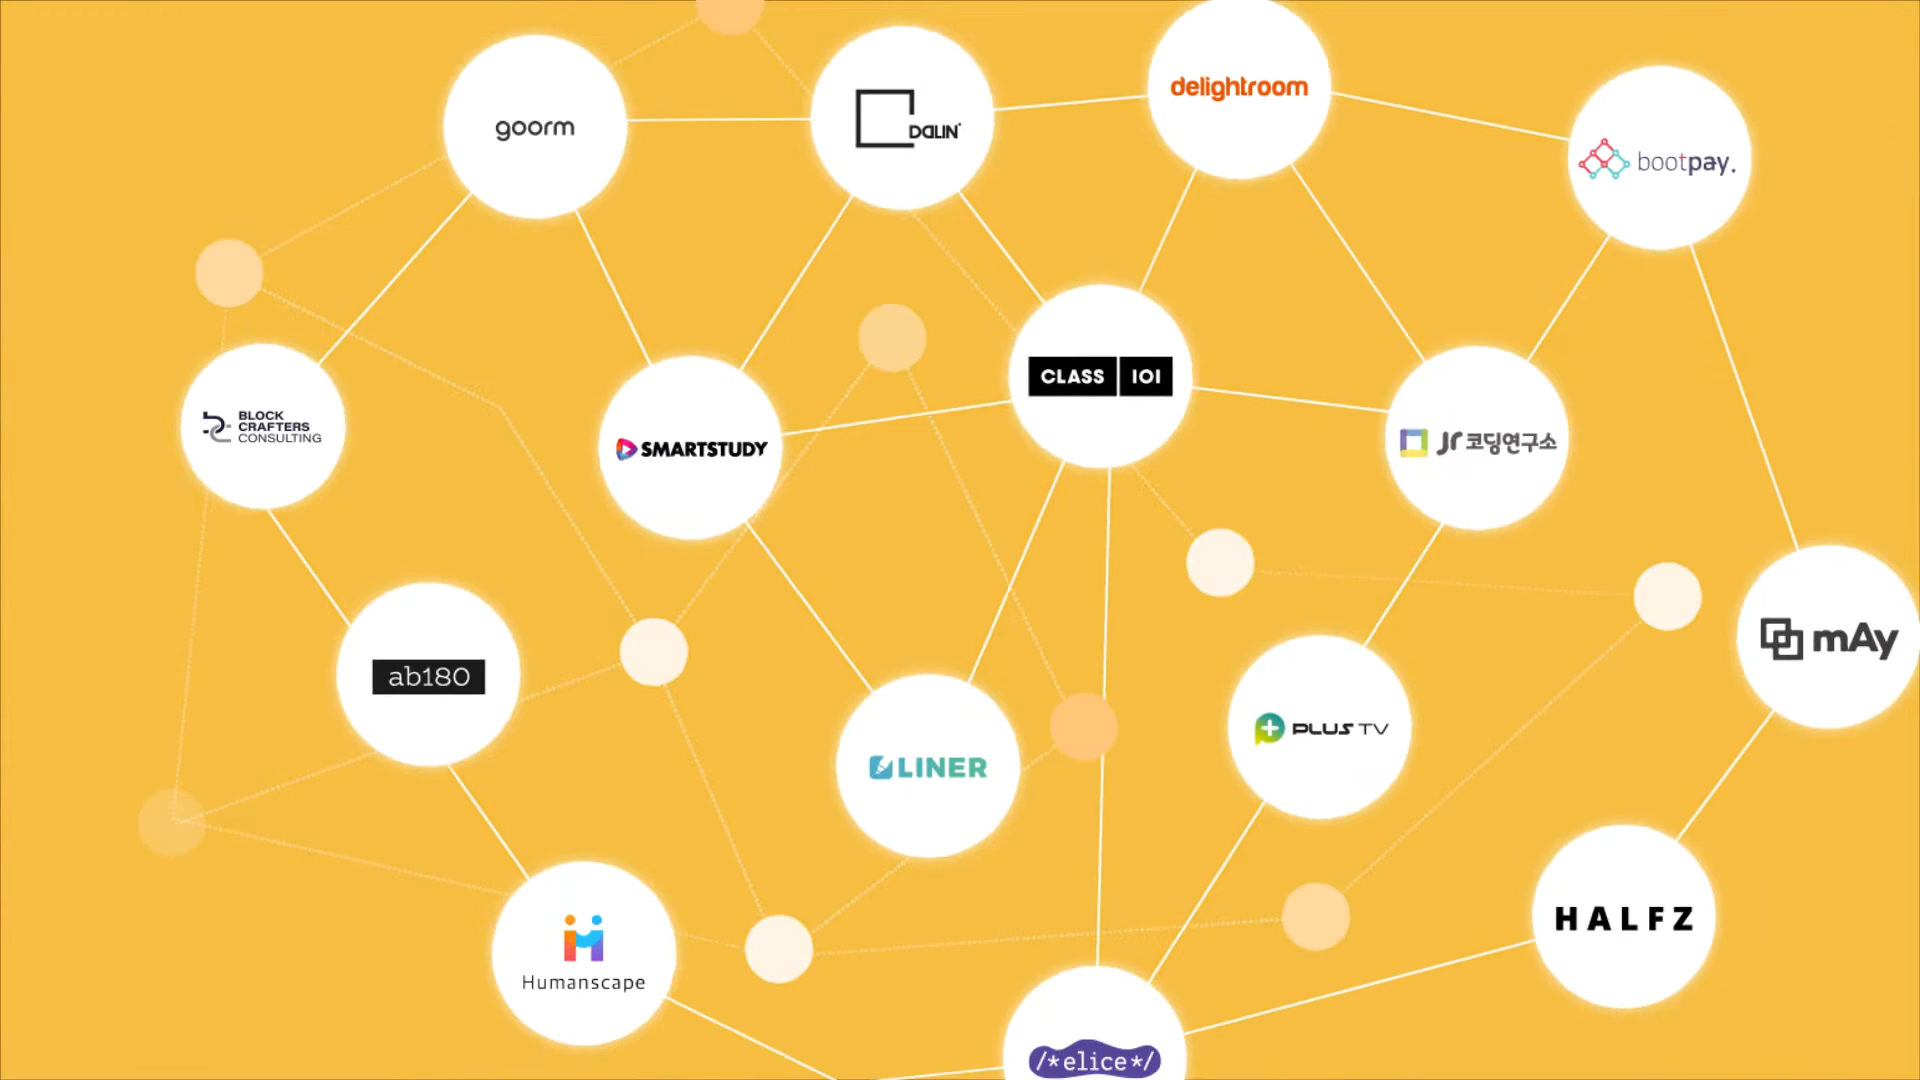 goorm
DALIN
delightroom
bootpay.
CLASS 101
BLOCK
CRAFTERS
CONSULTING
SMARTSTUDY
Jr 코딩연구소
mAy
ab180
LINER
PLUS TV
HALFZ
Humanscape
/*elice*/